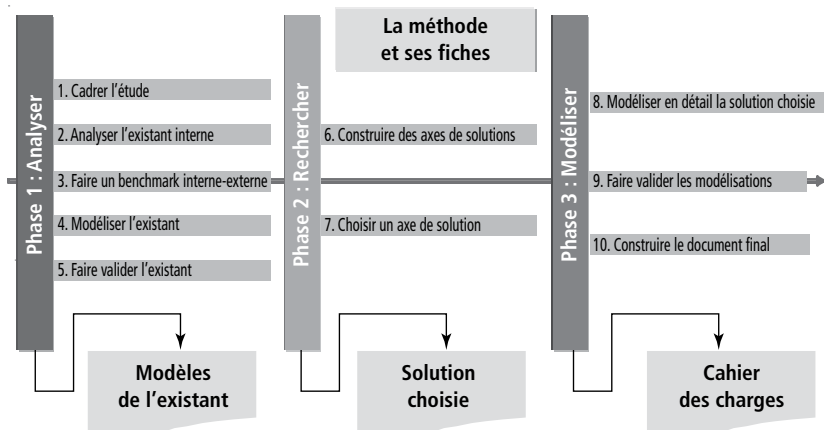 La méthode
et ses fiches
Phase 1 : Analyser
1. Cadrer l'étude
2. Analyser l'existant interne
3. Faire un benchmark interne-externe
4. Modéliser l'existant
5. Faire valider l'existant
Modèles
de l'existant
Phase 2 : Rechercher
6. Construire des axes de solutions
7. Choisir un axe de solution
Solution
choisie
Phase 3 : Modéliser
8. Modéliser en détail la solution choisie
9. Faire valider les modélisations
10. Construire le document final
Cahier
des charges